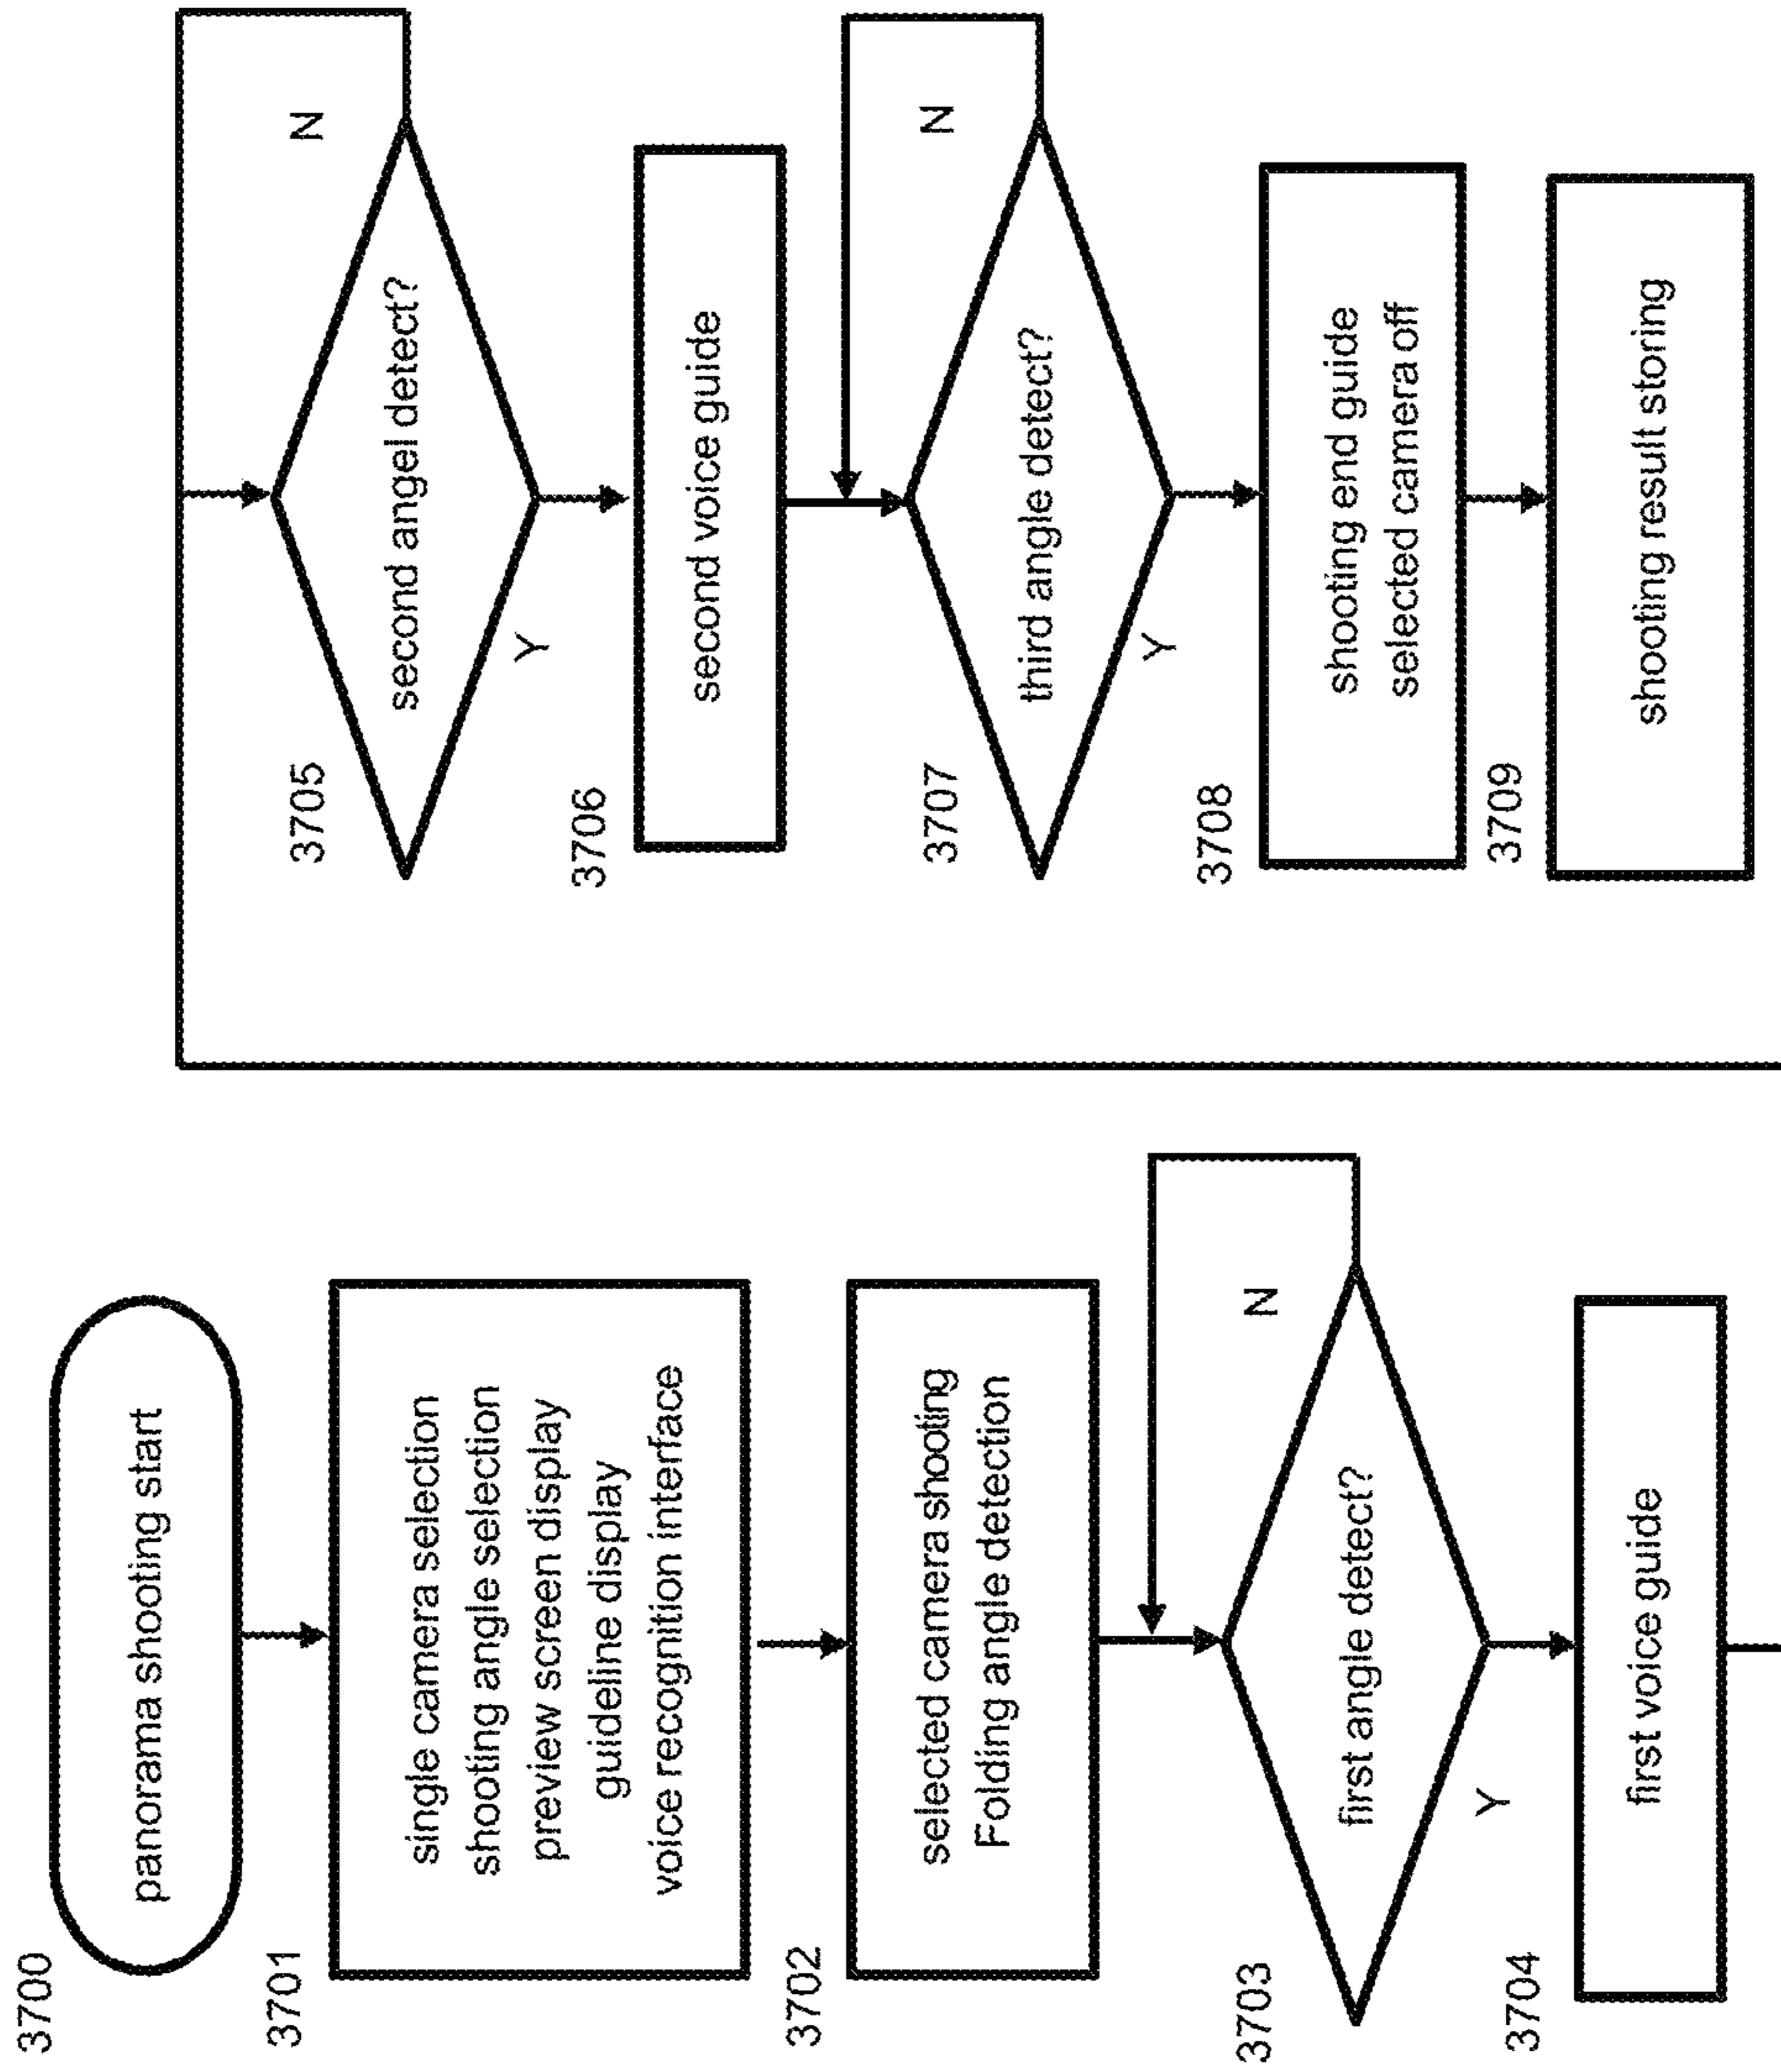 3700
panorama shooting start
3701
single camera selection
shooting angle selection
preview screen display
guideline display
voice recognition interface
3702
selected camera shooting
Folding angle detection
3703
first angle detect?
N
Y
3704
first voice guide
3705
second angel detect?
N
Y
3706
second voice guide
3707
third angle detect?
N
Y
3708
shooting end guide
selected camera off
3709
shooting result storing